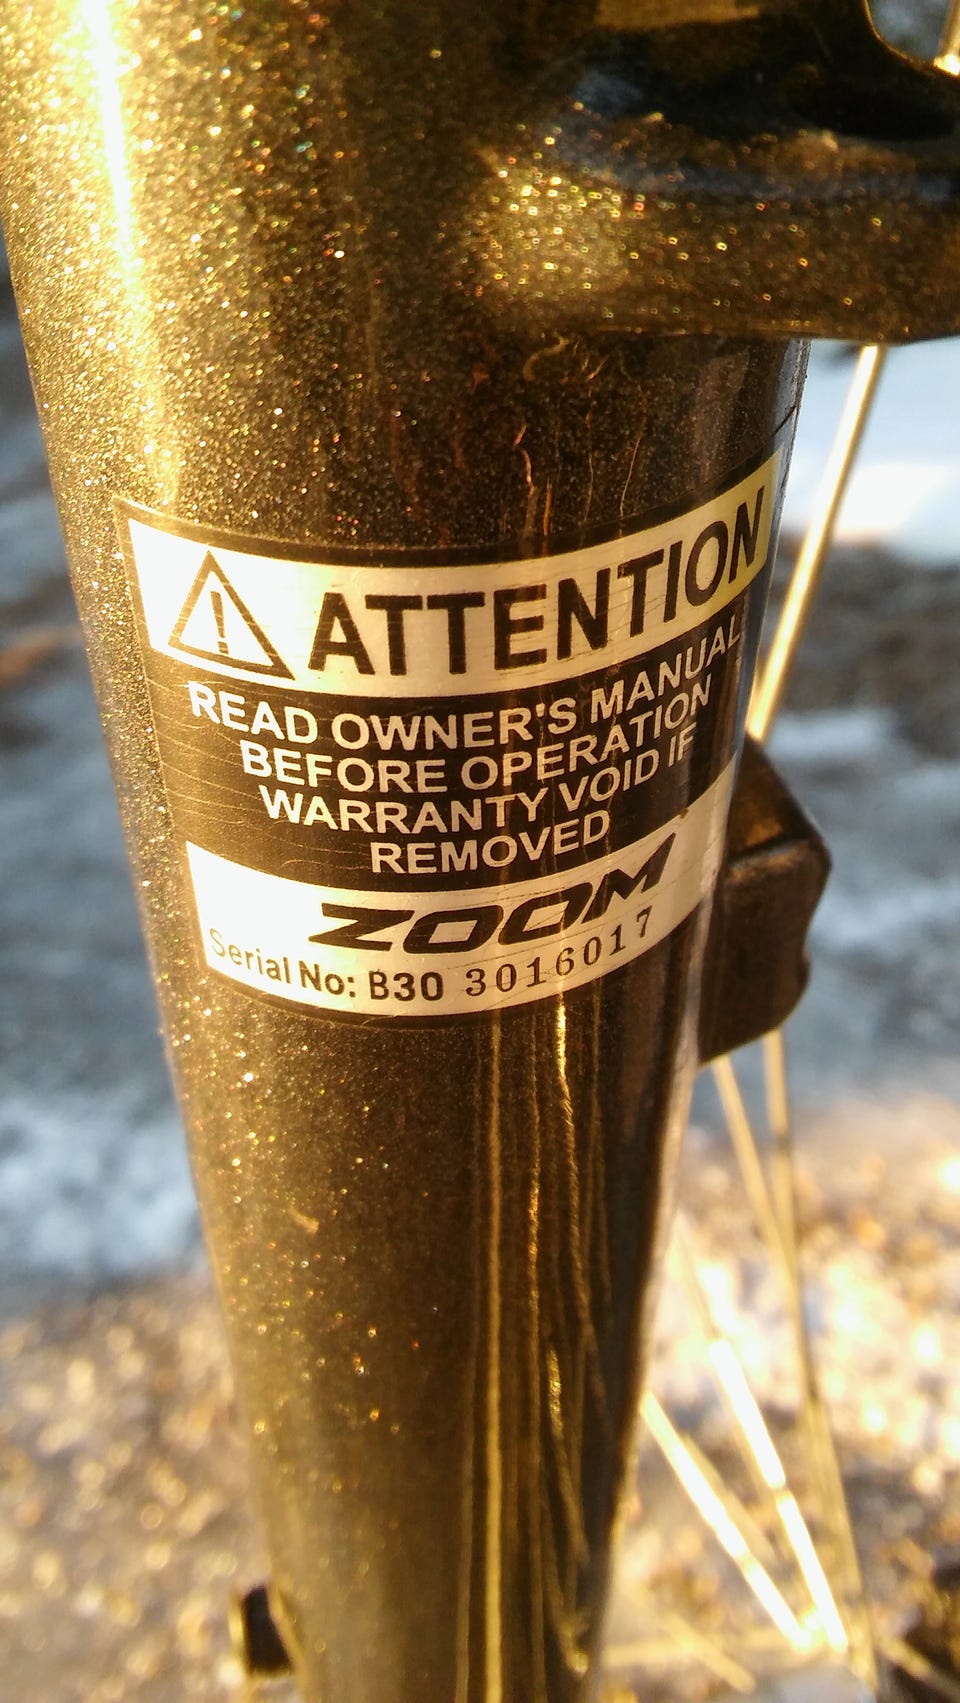 ATTENTION
READ OWNER'S MANUAL
BEFORE OPERATION
WARRANTY VOID IF
REMOVED
ZOOM
Serial No: B30 3016017